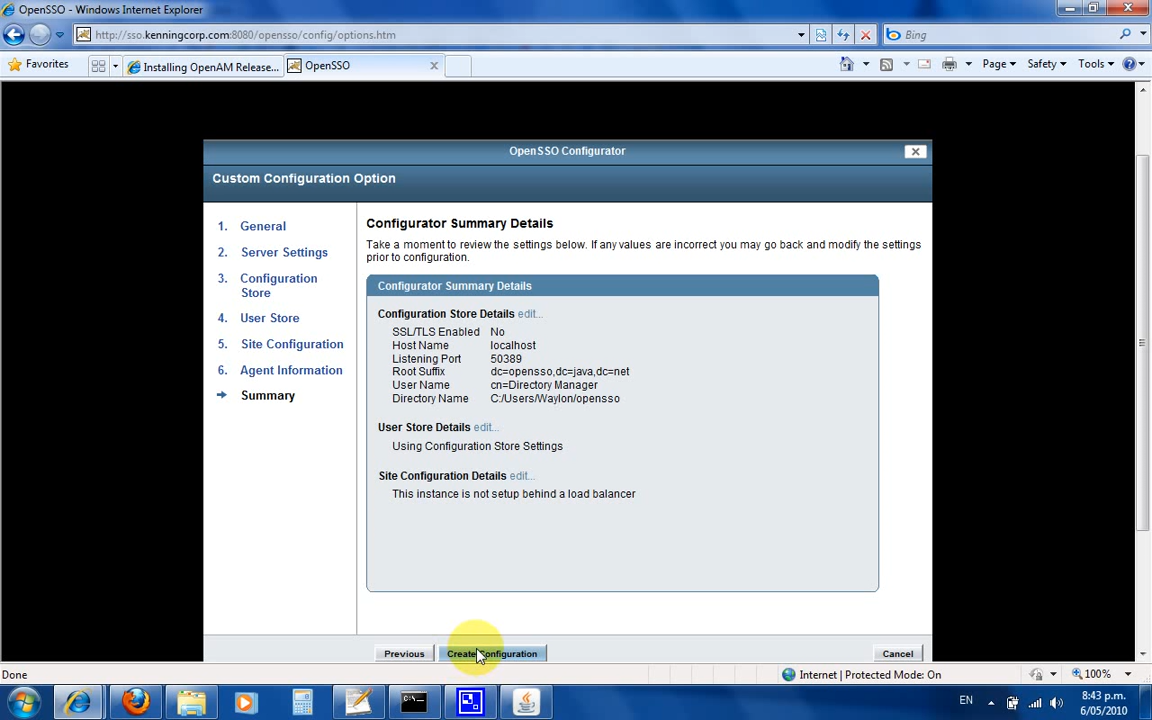 OpenSSO - Windows Internet Explorer
http://sso.kenningcorp.com:8080/opensso/config/options.htm
Bing
Favorites
Installing OpenAM Release...
OpenSSO
Page
Safety
Tools
OpenSSO Configurator
Custom Configuration Option
1. General
2. Server Settings
3. Configuration
Store
4. User Store
5. Site Configuration
6. Agent Information
Summary
Configurator Summary Details
Take a moment to review the settings below. If any values are incorrect you may go back and modify the settings
prior to configuration.
Configurator Summary Details
Configuration Store Details edit...
SSL/TLS Enabled No
Host Name localhost
Listening Port 50389
Root Suffix dc=opensso,dc=java,dc=net
User Name cn=Directory Manager
Directory Name C:/Users/Waylon/opensso
User Store Details edit...
Using Configuration Store Settings
Site Configuration Details edit...
This instance is not setup behind a load balancer
Previous
Create Configuration
Cancel
Done
Internet | Protected Mode: On
100%
EN
8:43 p.m.
6/05/2010